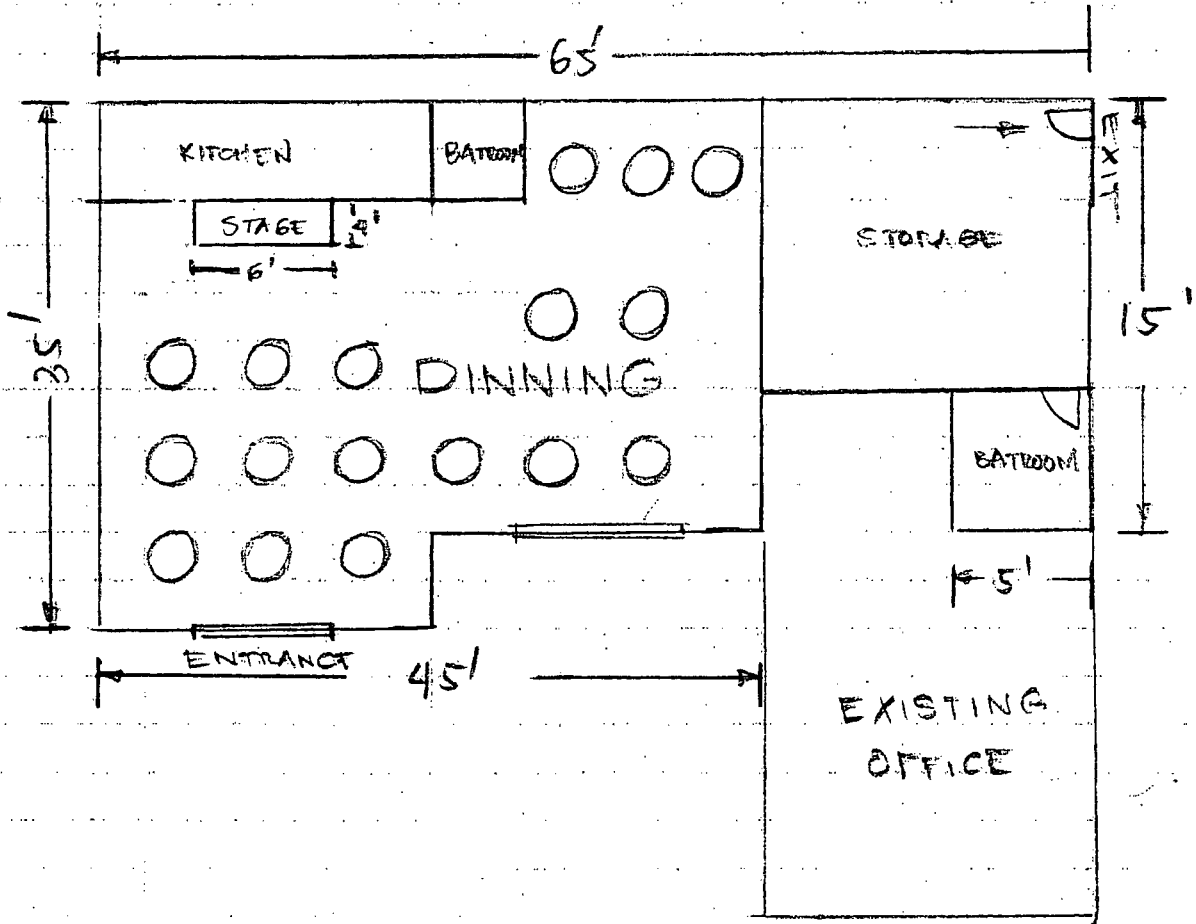 65'
KITCHEN
BATROOM
STAGE
4'
6'
EXIT
STORAGE
35'
15'
DINNING
BATROOM
5'
ENTRANCE
45'
EXISTING
OFFICE